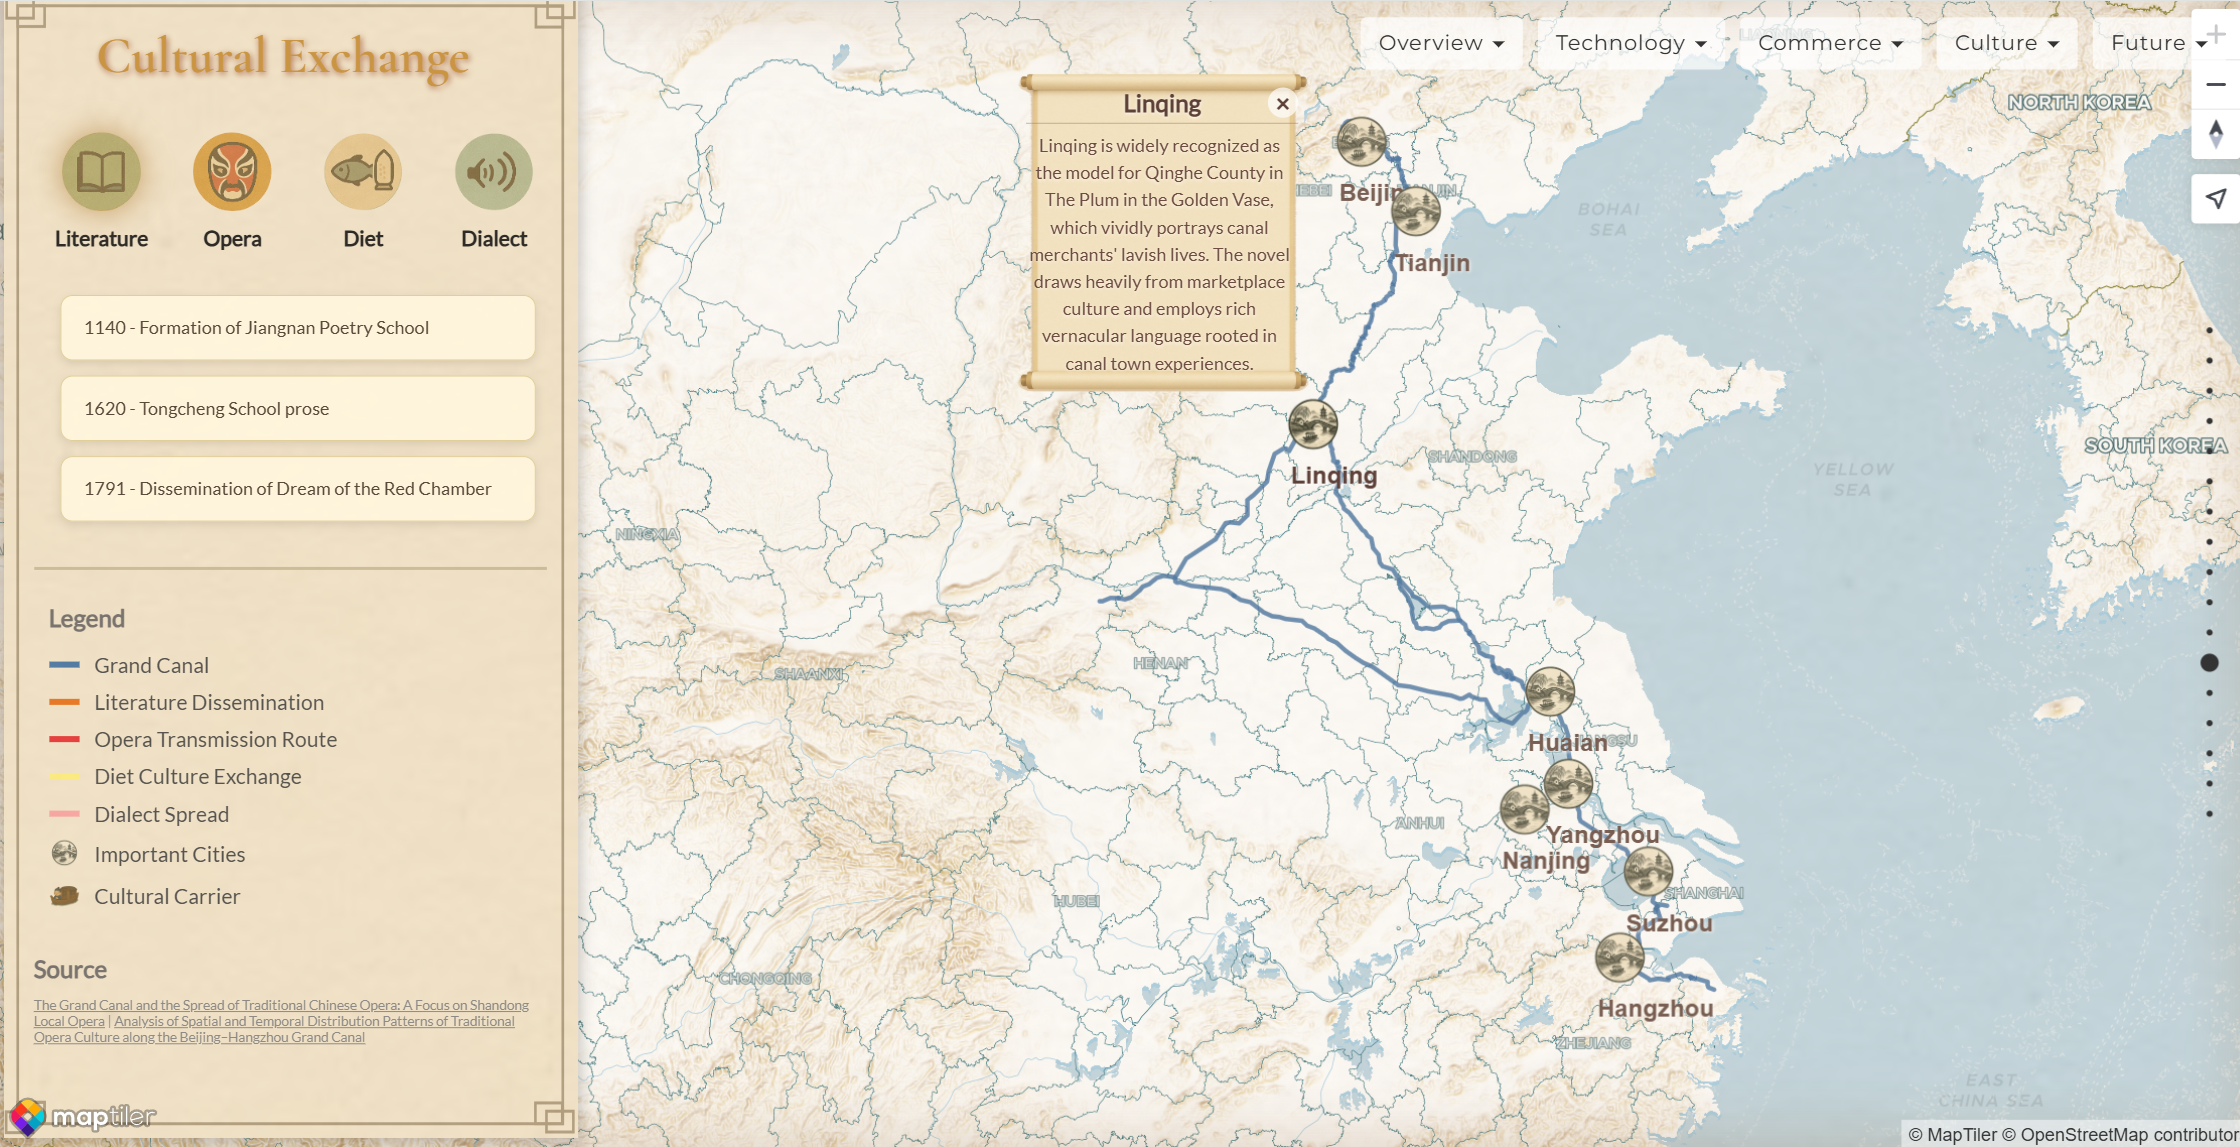 Cultural Exchange
Literature
Opera
Diet
Dialect
1140 - Formation of Jiangnan Poetry School
1620 - Tongcheng School prose
1791 - Dissemination of Dream of the Red Chamber
Legend
Grand Canal
Literature Dissemination
Opera Transmission Route
Diet Culture Exchange
Dialect Spread
Important Cities
Cultural Carrier
Source
The Grand Canal and the Spread of Traditional Chinese Opera: A Focus on Shandong
Local Opera | Analysis of Spatial and Temporal Distribution Patterns of Traditional
Opera Culture along the Beijing–Hangzhou Grand Canal
maptiler
Overview
Technology
Commerce
Culture
Future
Linqing
Linqing is widely recognized as
the model for Qinghe County in
The Plum in the Golden Vase,
which vividly portrays canal
merchants' lavish lives. The novel
draws heavily from marketplace
culture and employs rich
vernacular language rooted in
canal town experiences.
NORTH KOREA
Beijin
BOHAI
SEA
Tianjin
SOUTH KOREA
SHANDONG
YELLOW
SEA
Linqing
NINGXIA
HENAN
SHAANXI
Huaian
ANHUI
Yangzhou
Nanjing
SHANGHAI
HUBEI
Suzhou
CHONGQING
Hangzhou
ZHEJIANG
EAST
CHINA SEA
© MapTiler © OpenStreetMap contributor